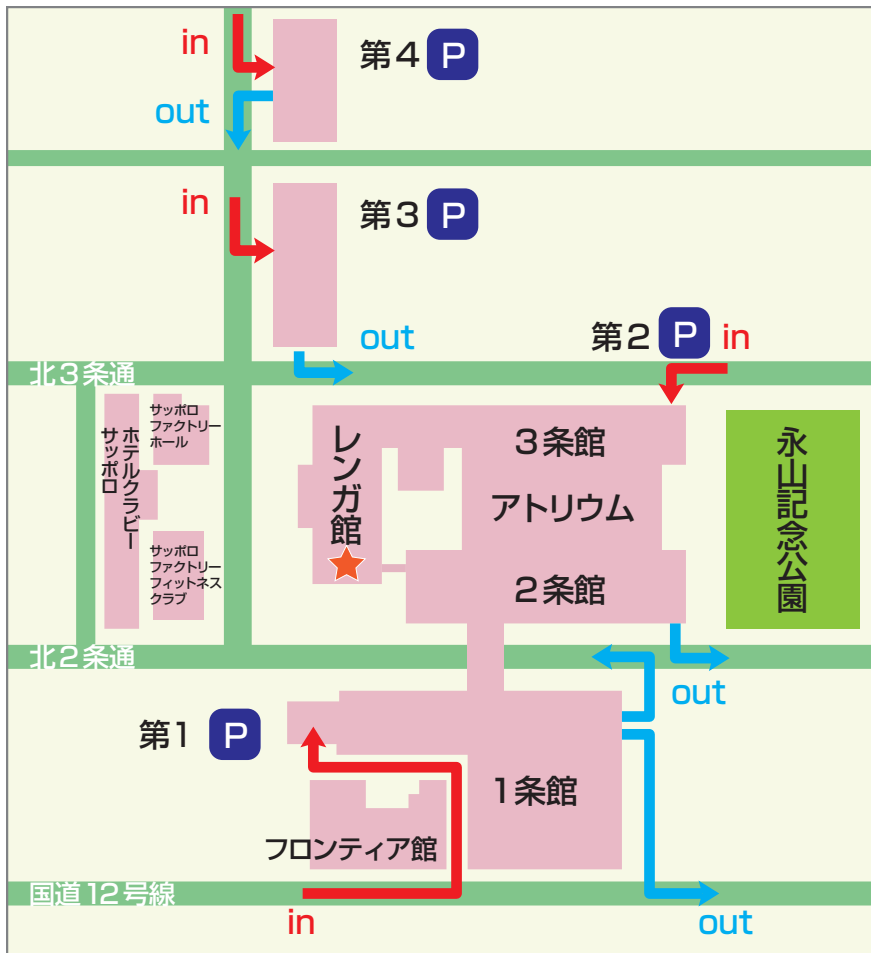 in
第4 P
out
in
第3 P
out
第2 P in
北3条通
サッポロ
ファクトリー
ホール
ホテルクラビー
サッポロ
サッポロ
ファクトリー
フィットネス
クラブ
レンガ館
3条館
アトリウム
2条館
永山記念公園
北2条通
out
第1 P
1条館
フロンティア館
国道12号線
in
out